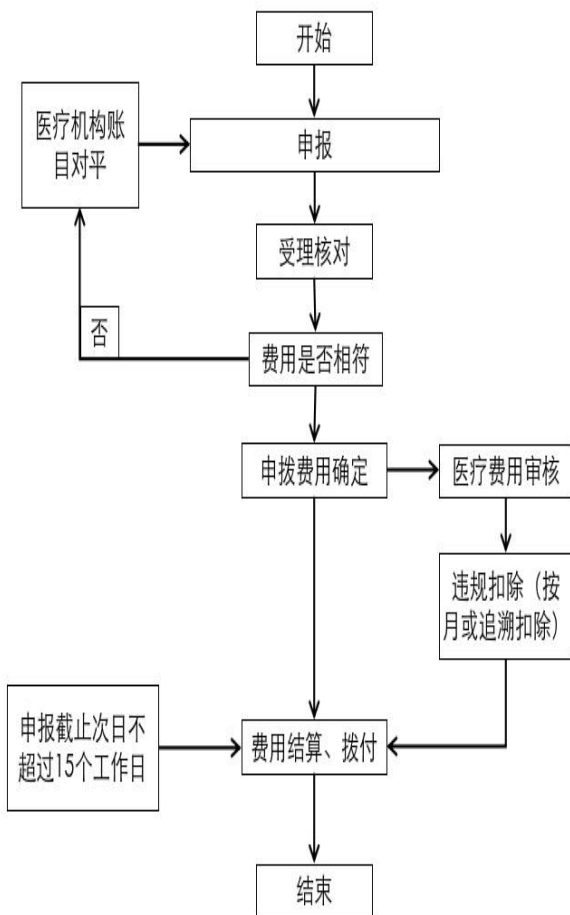 开始
医疗机构账
目对平
申报
受理核对
否
费用是否相符
申拨费用确定
医疗费用审核
违规扣除（按
月或追溯扣除）
申报截止次日不
超过15个工作日
费用结算、拨付
结束